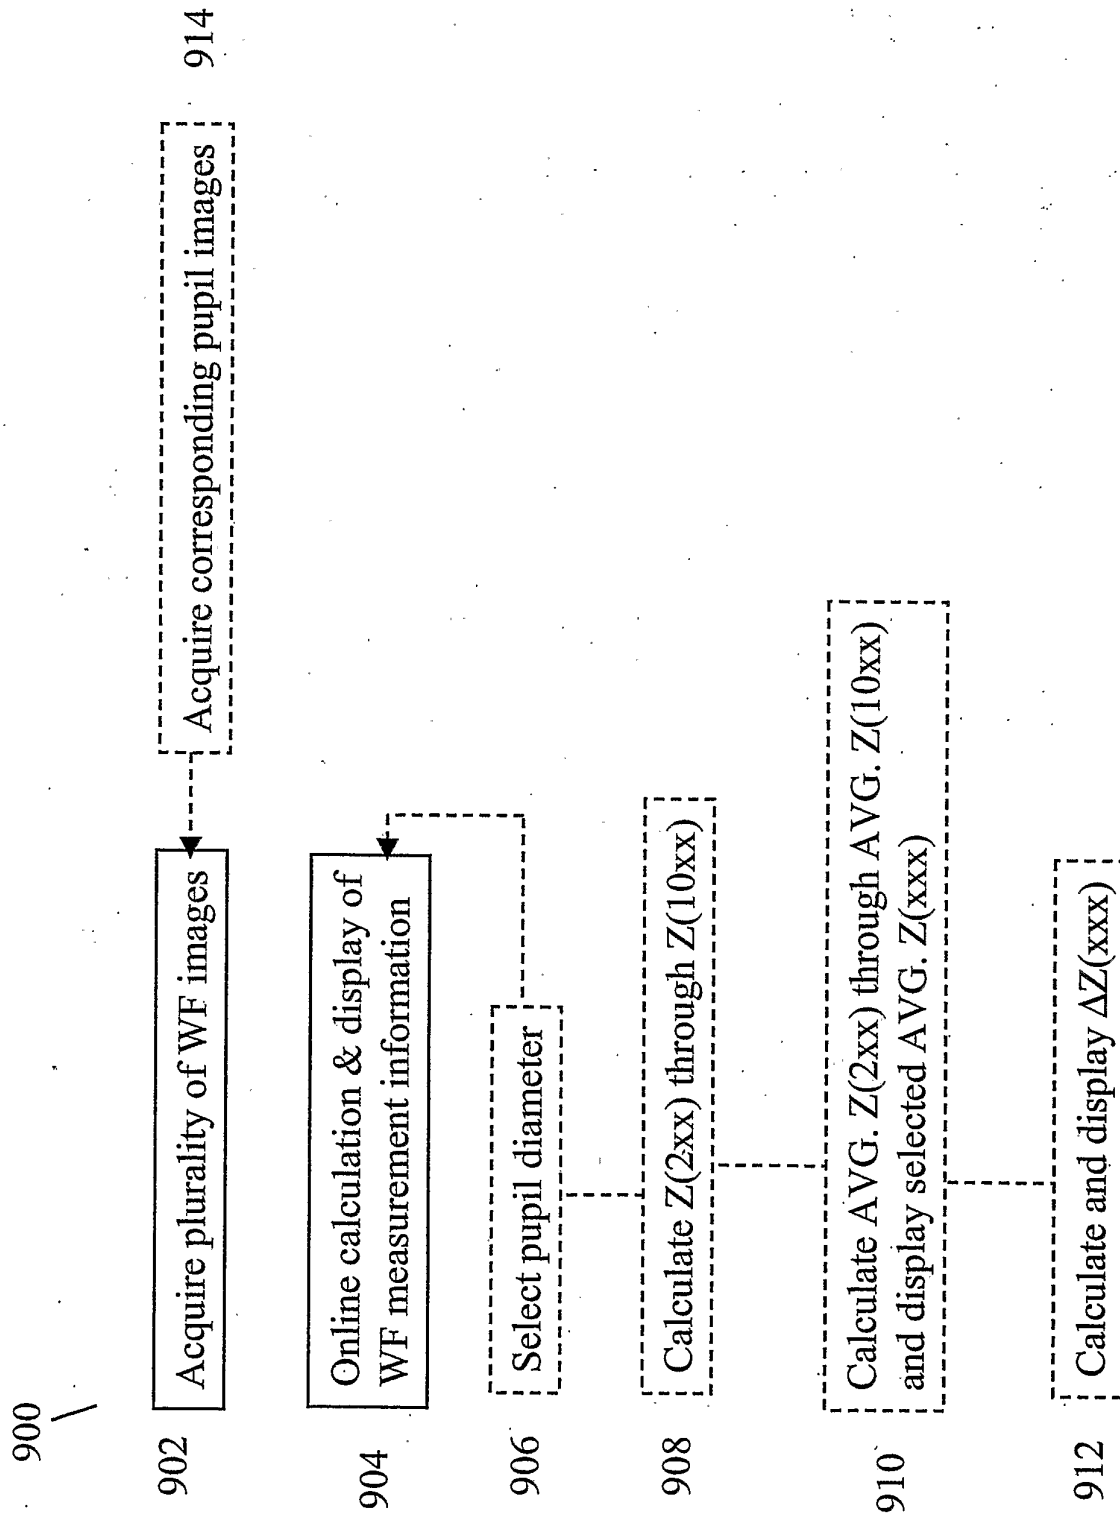 900
902
Acquire plurality of WF images
Acquire corresponding pupil images
914
904
Online calculation & display of
WF measurement information
906
Select pupil diameter
908
Calculate Z(2xx) through Z(10xx)
910
Calculate AVG. Z(2xx) through AVG. Z(10xx)
and display selected AVG. Z(xxx)
912
Calculate and display ΔZ(xxx)